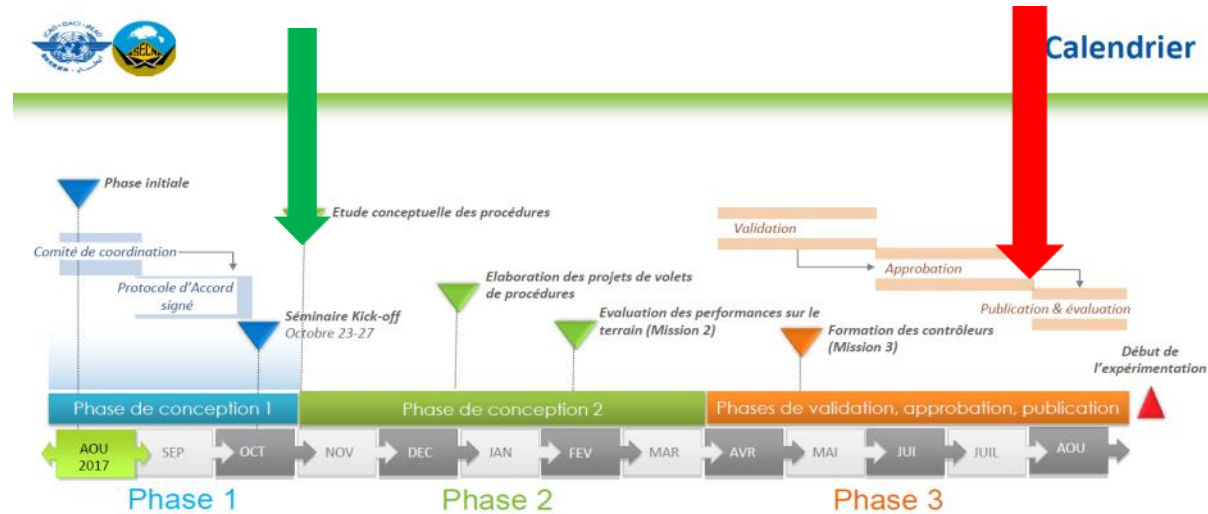 ICAO·OACI·ИКАО
Calendrier
Phase initiale
Etude conceptuelle des procédures
Comité de coordination
Protocole d'Accord
signé
Séminaire Kick-off
Octobre 23-27
Elaboration des projets de volets
de procédures
Evaluation des performances sur le
terrain (Mission 2)
Validation
Approbation
Publication & évaluation
Formation des contrôleurs
(Mission 3)
Début de
l'expérimentation
Phase de conception 1
Phase de conception 2
Phases de validation, approbation, publication
AOU
2017
SEP
OCT
NOV
DEC
JAN
FEV
MAR
AVR
MAI
JUI
JUIL
AOU
Phase 1
Phase 2
Phase 3